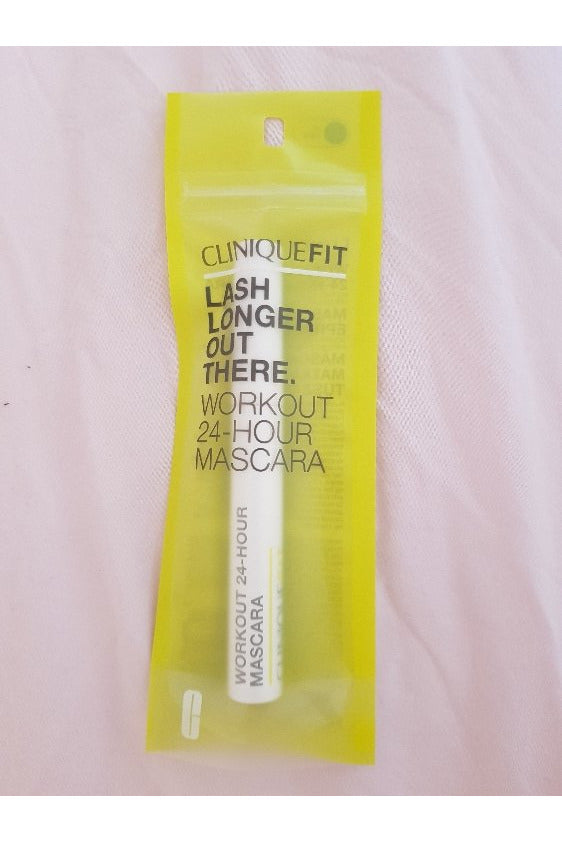 CLINIQUEFIT
LASH
LONGER
OUT
THERE.
WORKOUT
24-HOUR
MASCARA
WORKOUT 24-HOUR
MASCARA